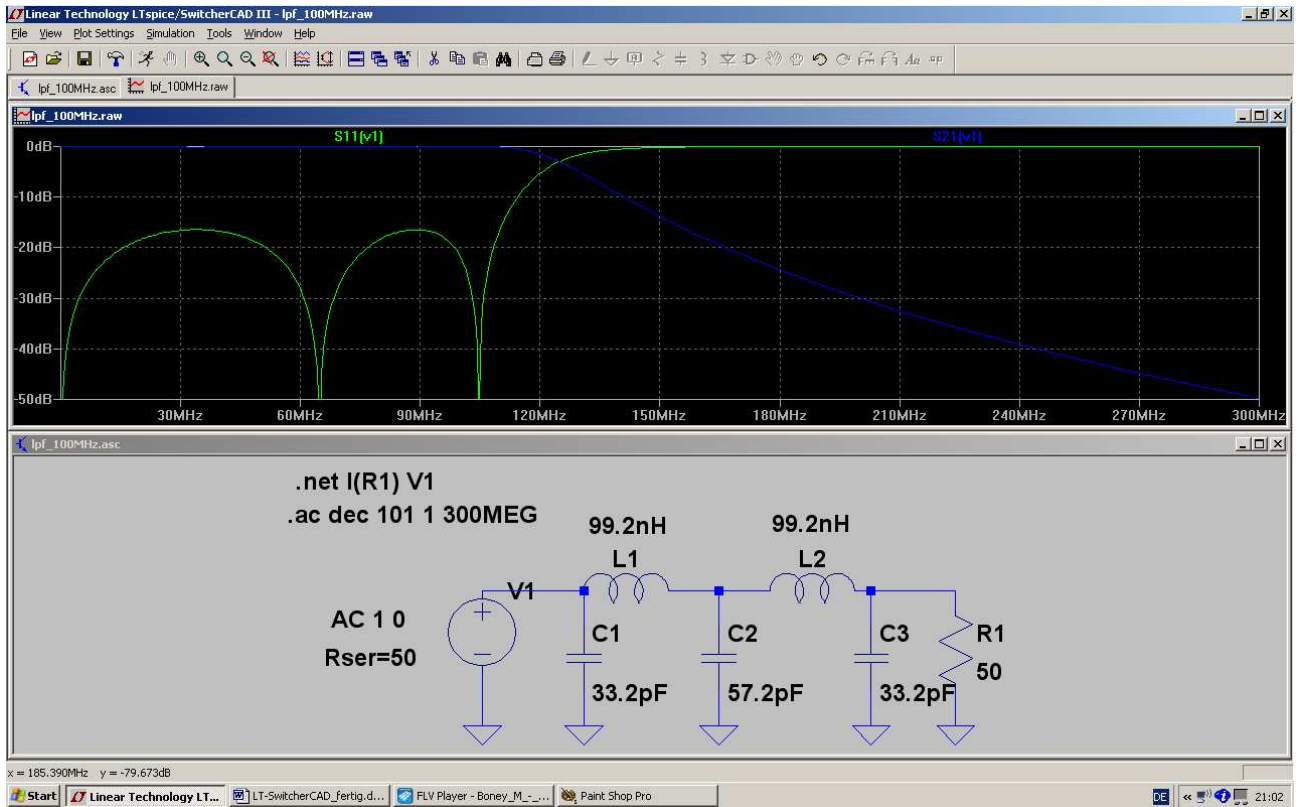 Linear Technology LTspice/SwitcherCAD III - lpf_100MHz.raw
File View Plot Settings Simulation Tools Window Help
lpf_100MHz.asc lpf_100MHz.raw
lpf_100MHz.raw
S11(v1) S21(v1)
0dB
-10dB
-20dB
-30dB
-40dB
-50dB
30MHz 60MHz 90MHz 120MHz 150MHz 180MHz 210MHz 240MHz 270MHz 300MHz
lpf_100MHz.asc
.net I(R1) V1
.ac dec 101 1 300MEG
99.2nH 99.2nH
L1 L2
V1
AC 1 0
Rser=50
C1 C2 C3 R1
50
33.2pF 57.2pF 33.2pF
x = 185.390MHz y = -79.673dB
Start Linear Technology LT... LT-SwitcherCAD_fertig.d... FLV Player - Boney_M_-_... Paint Shop Pro DE 21:02